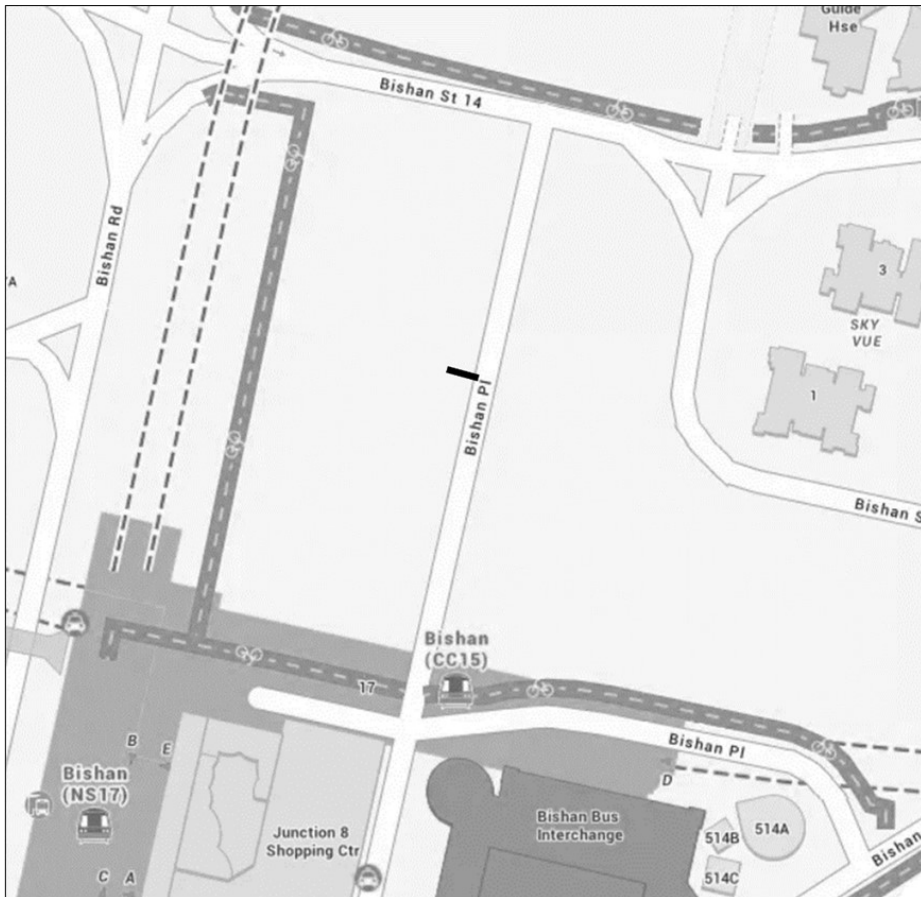 Guide
Hse
Bishan St 14
Bishan Rd
3
SKY
VUE
1
Bishan Pl
Bishan S
Bishan
(CC15)
17
Bishan Pl
B
E
D
Bishan
(NS17)
Junction 8
Shopping Ctr
Bishan Bus
Interchange
514B
514A
514C
Bishan
C
A